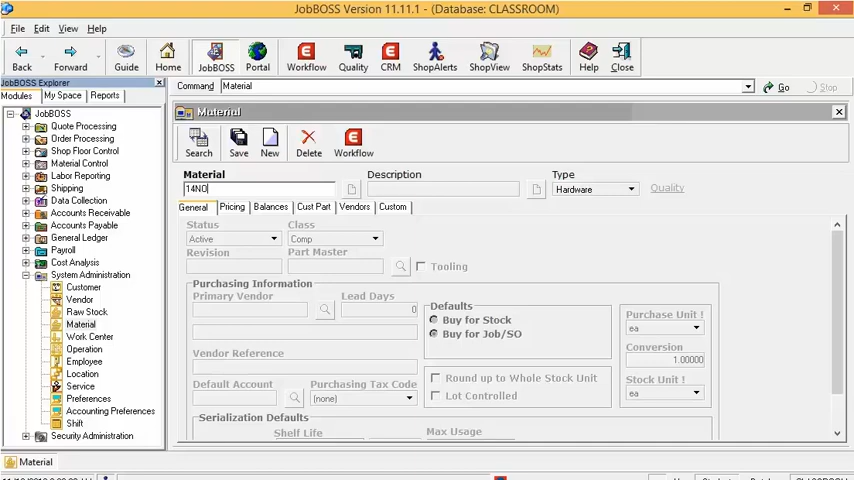 JobBOSS Version 11.11.1 - (Database: CLASSROOM)
File Edit View Help
Back Forward Guide Home JobBOSS Portal Workflow Quality CRM ShopAlerts ShopView ShopStats Help Close
JobBOSS Explorer
Command Material Go Stop
Modules My Space Reports
JobBOSS
Quote Processing
Order Processing
Shop Floor Control
Material Control
Labor Reporting
Shipping
Data Collection
Accounts Receivable
Accounts Payable
General Ledger
Payroll
Cost Analysis
System Administration
Customer
Vendor
Raw Stock
Material
Work Center
Operation
Employee
Location
Service
Preferences
Accounting Preferences
Shift
Security Administration
Material
Search Save New Delete Workflow
Material Description Type
14NO Hardware Quality
General Pricing Balances Cust Part Vendors Custom
Status Class
Active Comp
Revision Part Master
Tooling
Purchasing Information
Primary Vendor Lead Days
0
Vendor Reference
Default Account Purchasing Tax Code
(none)
Defaults
Buy for Stock
Buy for Job/SO
Round up to Whole Stock Unit
Lot Controlled
Purchase Unit !
ea
Conversion
1.00000
Stock Unit !
ea
Serialization Defaults
Shelf Life Max Usage
Material